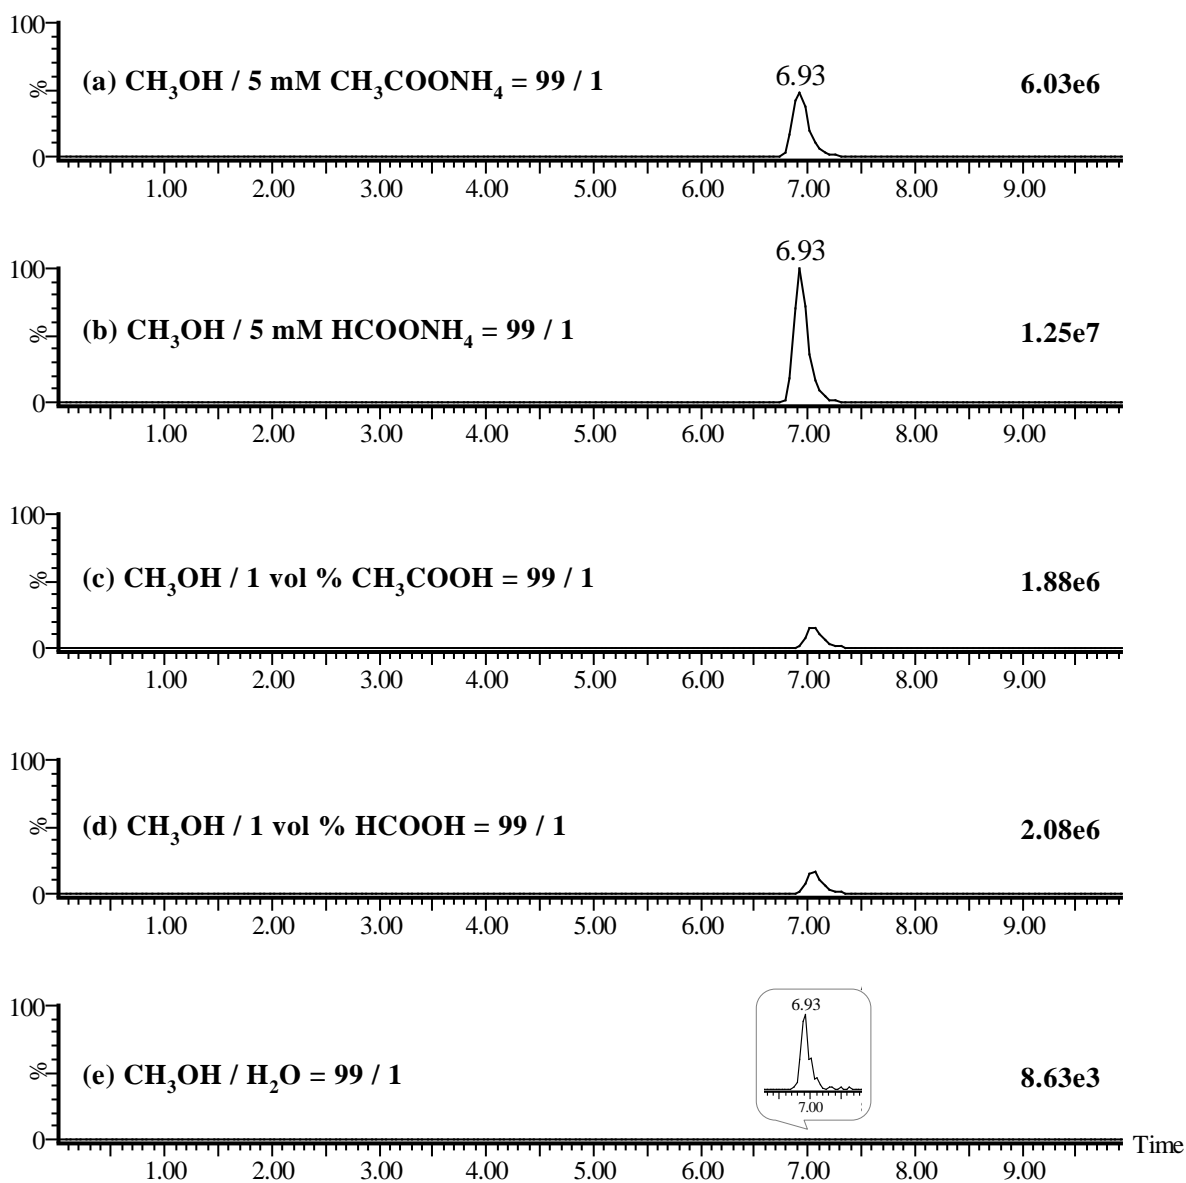 100
%
(a) CH₃OH / 5 mM CH₃COONH₄ = 99 / 1
6.93
6.03e6
0
1.00 2.00 3.00 4.00 5.00 6.00 7.00 8.00 9.00
6.93
100
%
(b) CH₃OH / 5 mM HCOONH₄ = 99 / 1
1.25e7
0
1.00 2.00 3.00 4.00 5.00 6.00 7.00 8.00 9.00
100
%
(c) CH₃OH / 1 vol % CH₃COOH = 99 / 1
1.88e6
0
1.00 2.00 3.00 4.00 5.00 6.00 7.00 8.00 9.00
100
%
(d) CH₃OH / 1 vol % HCOOH = 99 / 1
2.08e6
0
1.00 2.00 3.00 4.00 5.00 6.00 7.00 8.00 9.00
100
6.93
%
(e) CH₃OH / H₂O = 99 / 1
8.63e3
7.00
0
Time
1.00 2.00 3.00 4.00 5.00 6.00 7.00 8.00 9.00